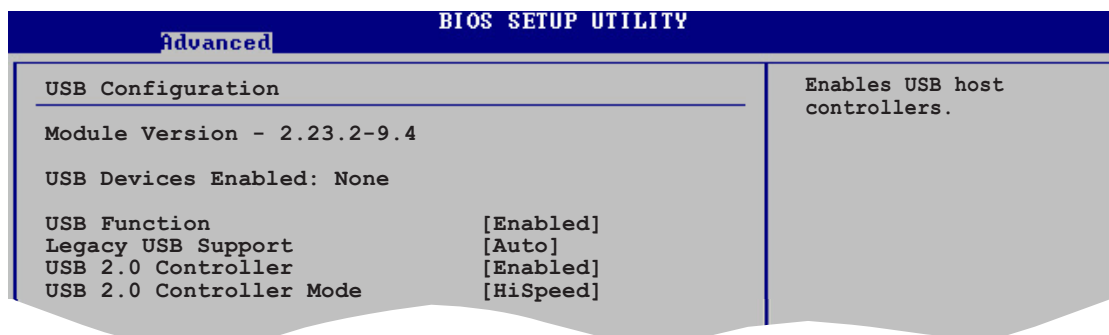 BIOS SETUP UTILITY
Advanced
USB Configuration
Module Version - 2.23.2-9.4
USB Devices Enabled: None
USB Function [Enabled]
Legacy USB Support [Auto]
USB 2.0 Controller [Enabled]
USB 2.0 Controller Mode [HiSpeed]
Enables USB host
controllers.